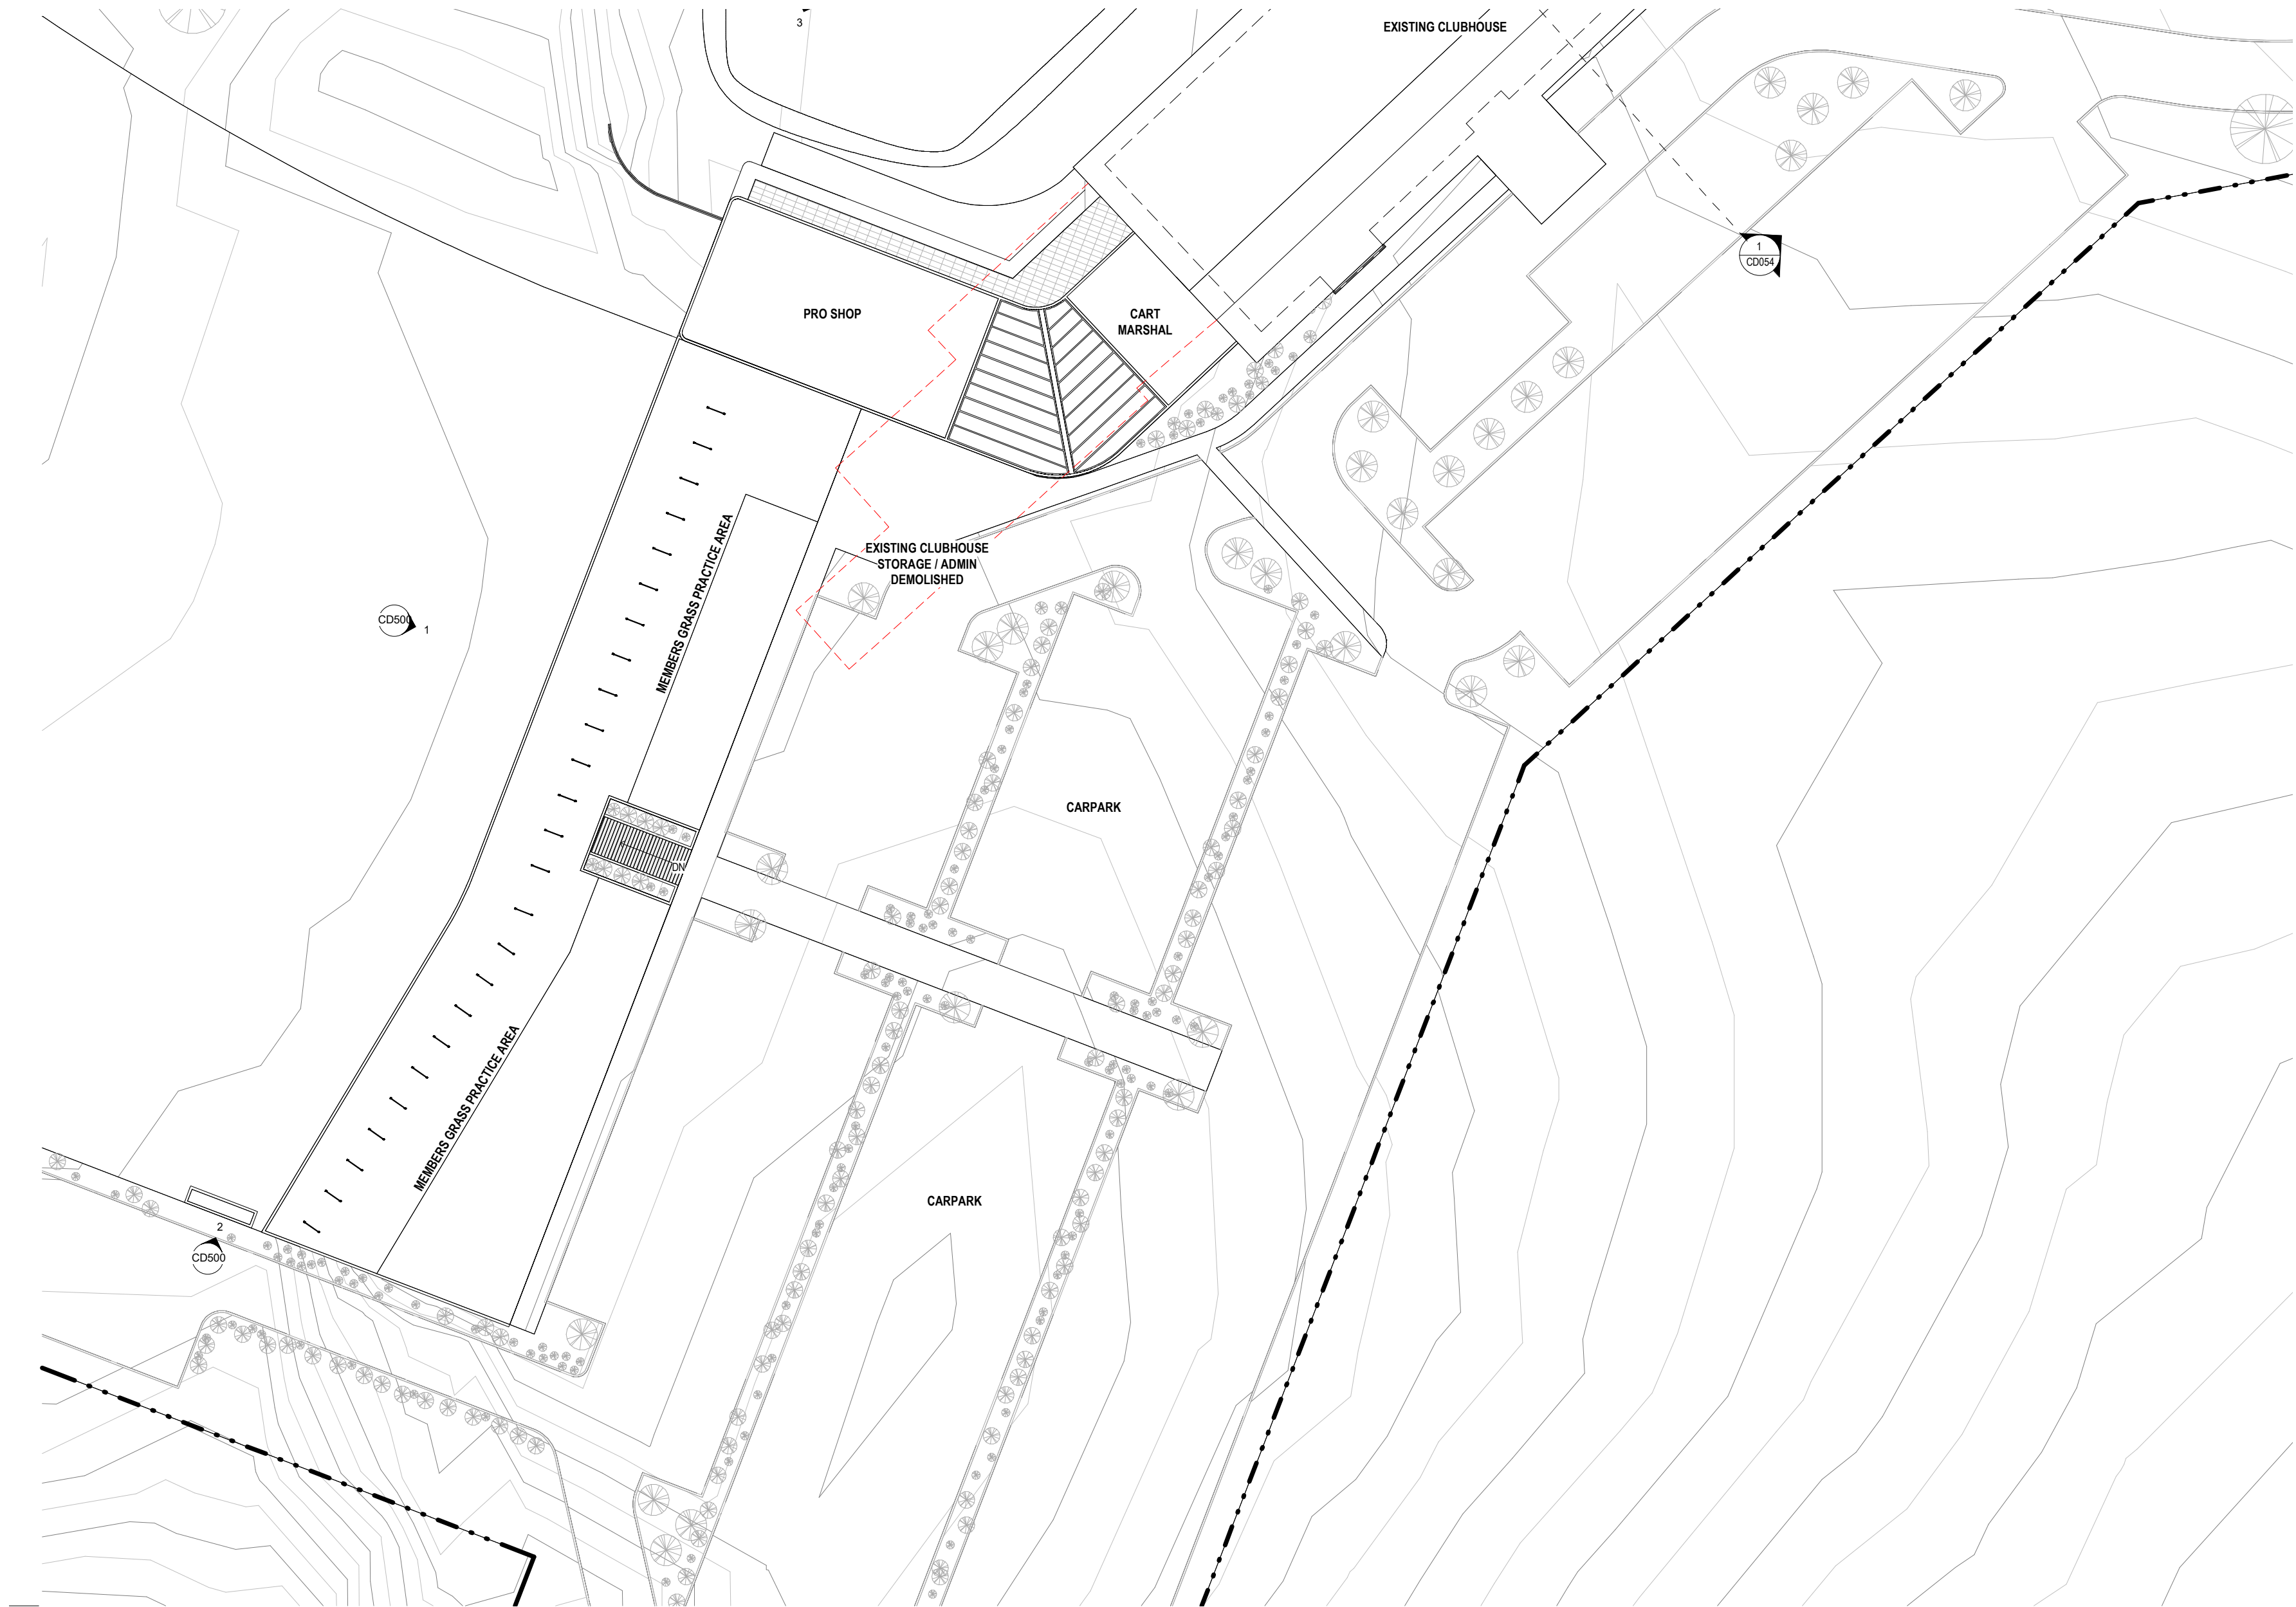 3
EXISTING CLUBHOUSE
1
CD054
PRO SHOP
CART
MARSHAL
EXISTING CLUBHOUSE
STORAGE / ADMIN
DEMOLISHED
MEMBERS GRASS PRACTICE AREA
CD500
1
CARPARK
DN
MEMBERS GRASS PRACTICE AREA
CARPARK
2
CD500